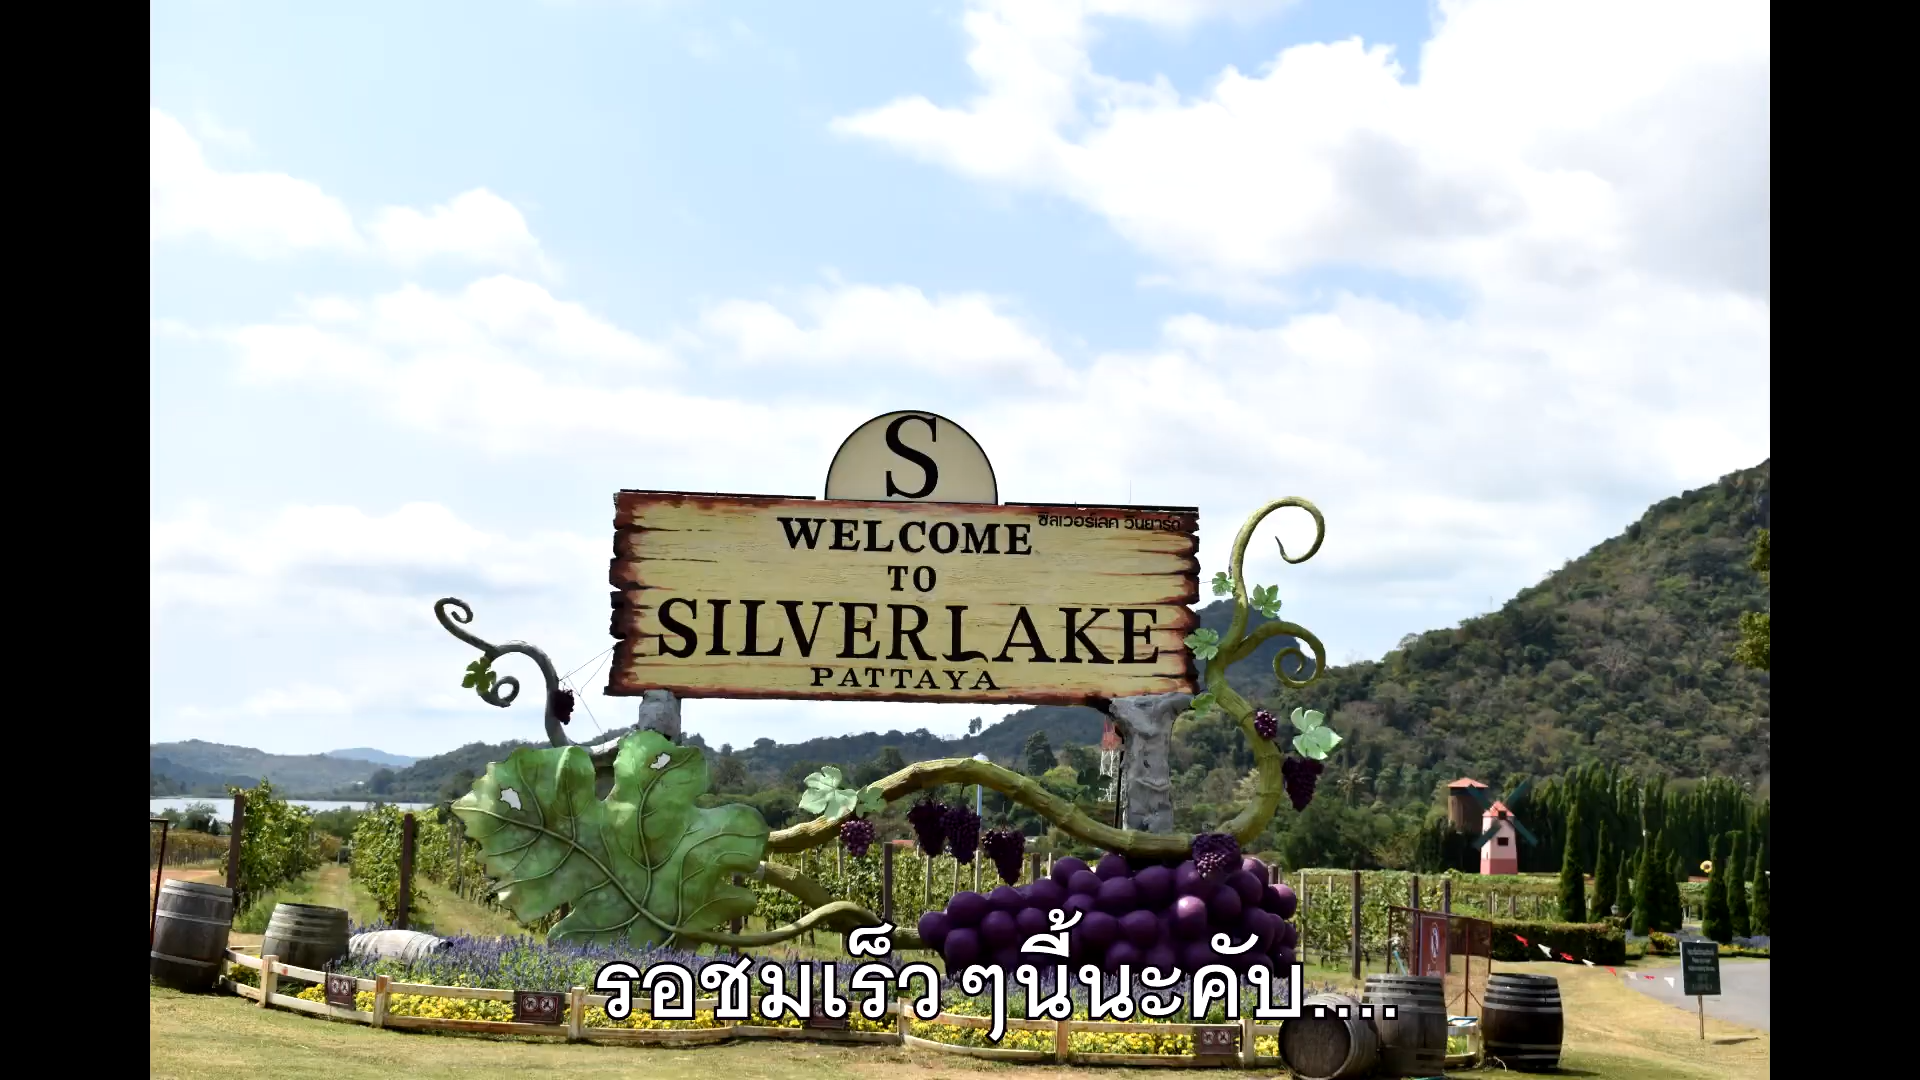 S
WELCOME
ซิลเวอร์เลค วินยาร์ด
TO
SILVERLAKE
PATTAYA
รอชมเร็วๆนี้นะคับ....